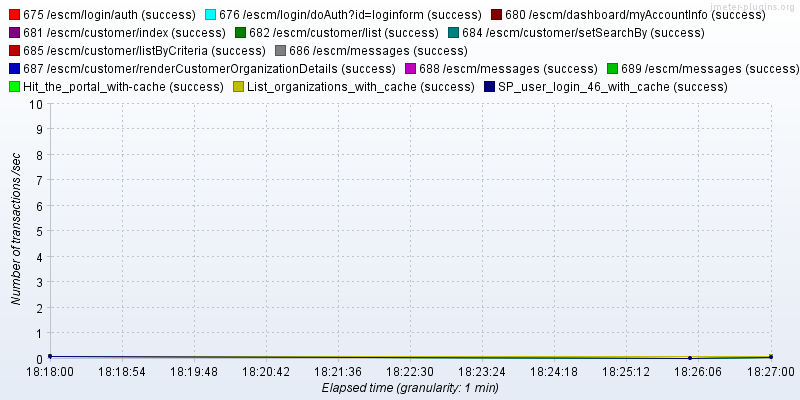 jmeter-plugins.org
675 /escm/login/auth (success) 676 /escm/login/doAuth?id=loginform (success) 680 /escm/dashboard/myAccountInfo (success)
681 /escm/customer/index (success) 682 /escm/customer/list (success) 684 /escm/customer/setSearchBy (success)
685 /escm/customer/listByCriteria (success) 686 /escm/messages (success)
687 /escm/customer/renderCustomerOrganizationDetails (success) 688 /escm/messages (success) 689 /escm/messages (success)
Hit_the_portal_with-cache (success) List_organizations_with_cache (success) SP_user_login_46_with_cache (success)
10
9
8
7
6
5
4
3
2
1
0
Number of transactions /sec
18:18:00 18:18:54 18:19:48 18:20:42 18:21:36 18:22:30 18:23:24 18:24:18 18:25:12 18:26:06 18:27:00
Elapsed time (granularity: 1 min)